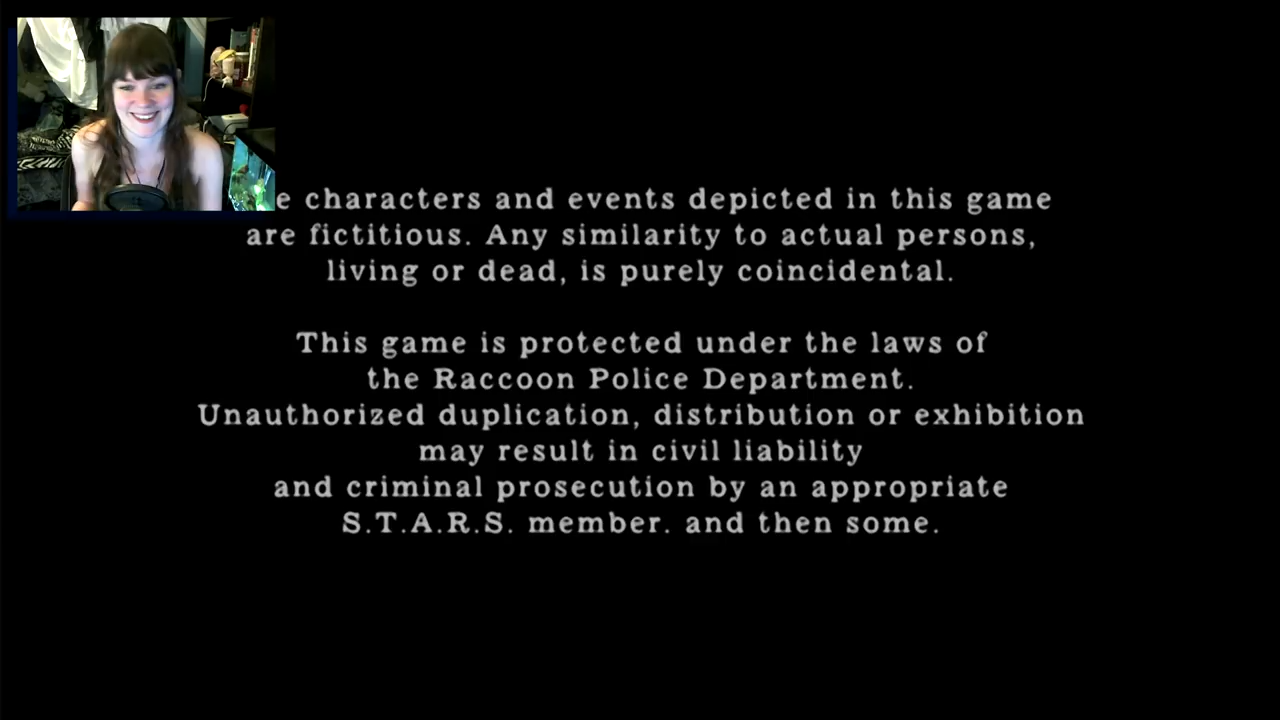 e characters and events depicted in this game
are fictitious. Any similarity to actual persons,
living or dead, is purely coincidental.
This game is protected under the laws of
the Raccoon Police Department.
Unauthorized duplication, distribution or exhibition
may result in civil liability
and criminal prosecution by an appropriate
S.T.A.R.S. member. and then some.